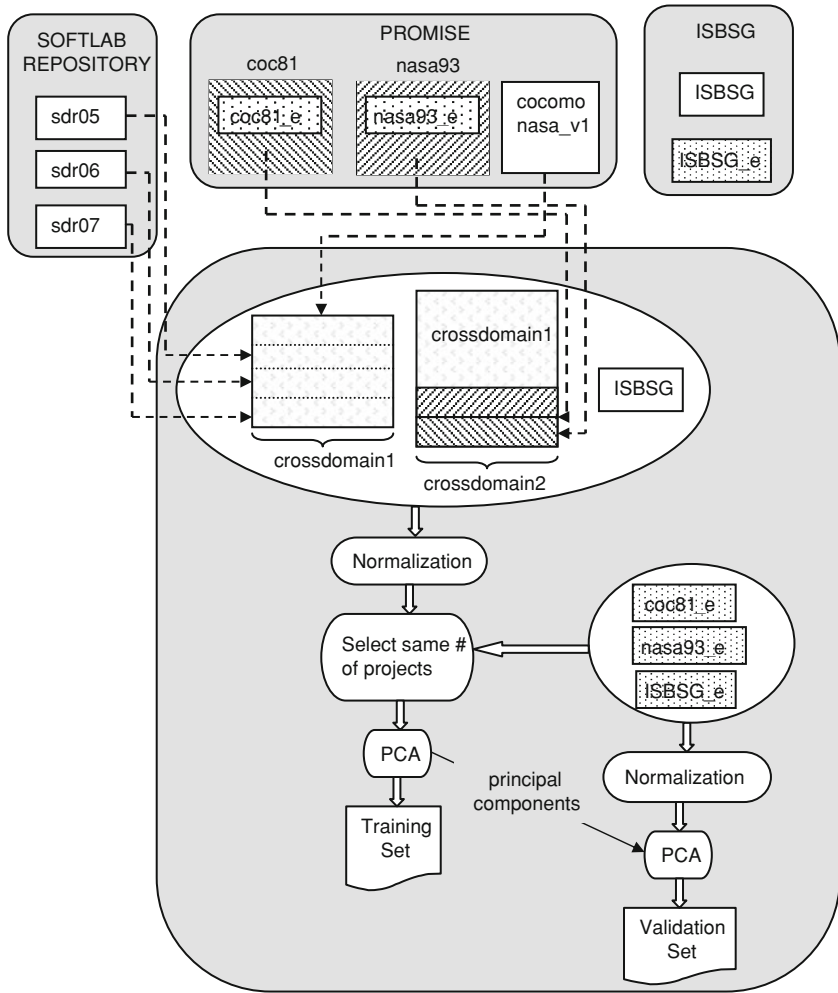 SOFTLAB
REPOSITORY
sdr05
sdr06
sdr07
PROMISE
coc81
nasa93
coc81_e
nasa93_e
cocomo
nasa_v1
ISBSG
ISBSG
ISBSG_e
crossdomain1
crossdomain1
crossdomain2
ISBSG
Normalization
Select same #
of projects
PCA
Training
Set
principal
components
coc81_e
nasa93_e
ISBSG_e
Normalization
PCA
Validation
Set